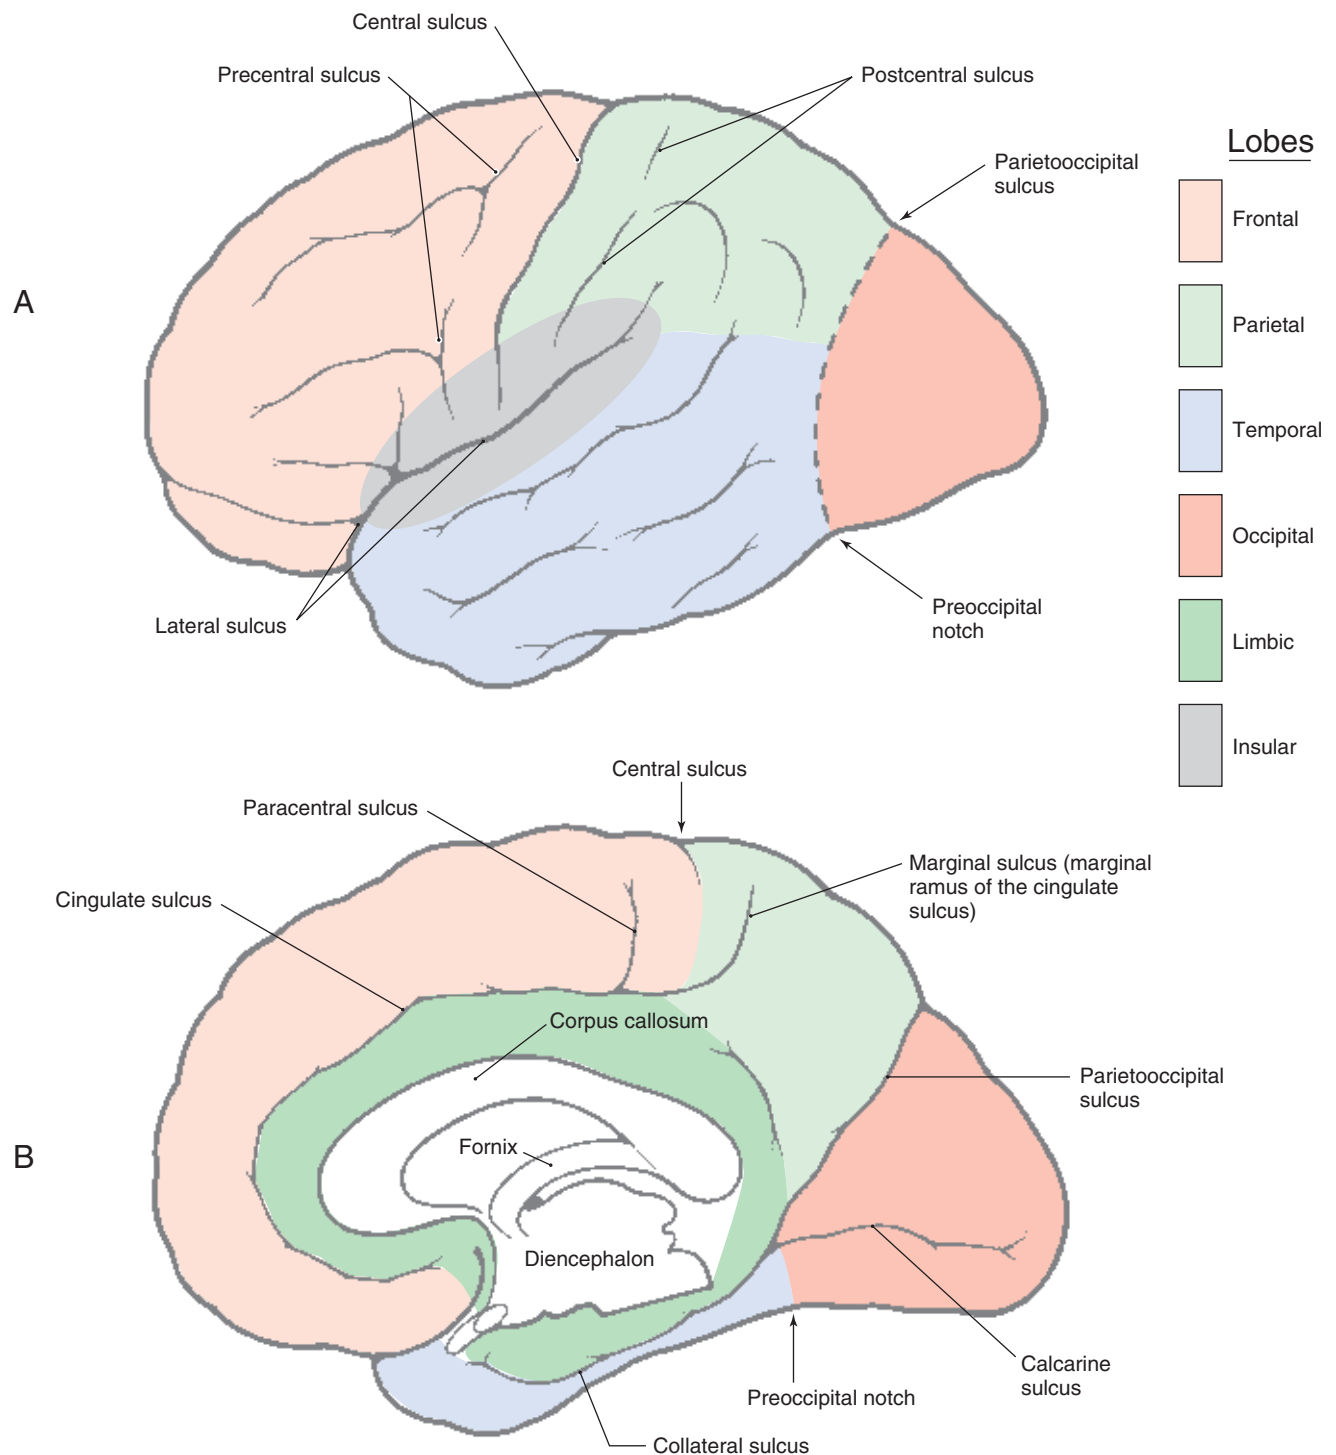 Central sulcus
Precentral sulcus
Postcentral sulcus
Parietooccipital
sulcus
A
Lateral sulcus
Preoccipital
notch
Lobes
Frontal
Parietal
Temporal
Occipital
Limbic
Insular
Central sulcus
Paracentral sulcus
Marginal sulcus (marginal
ramus of the cingulate
sulcus)
Cingulate sulcus
Corpus callosum
Parietooccipital
sulcus
B
Fornix
Diencephalon
Calcarine
sulcus
Preoccipital notch
Collateral sulcus